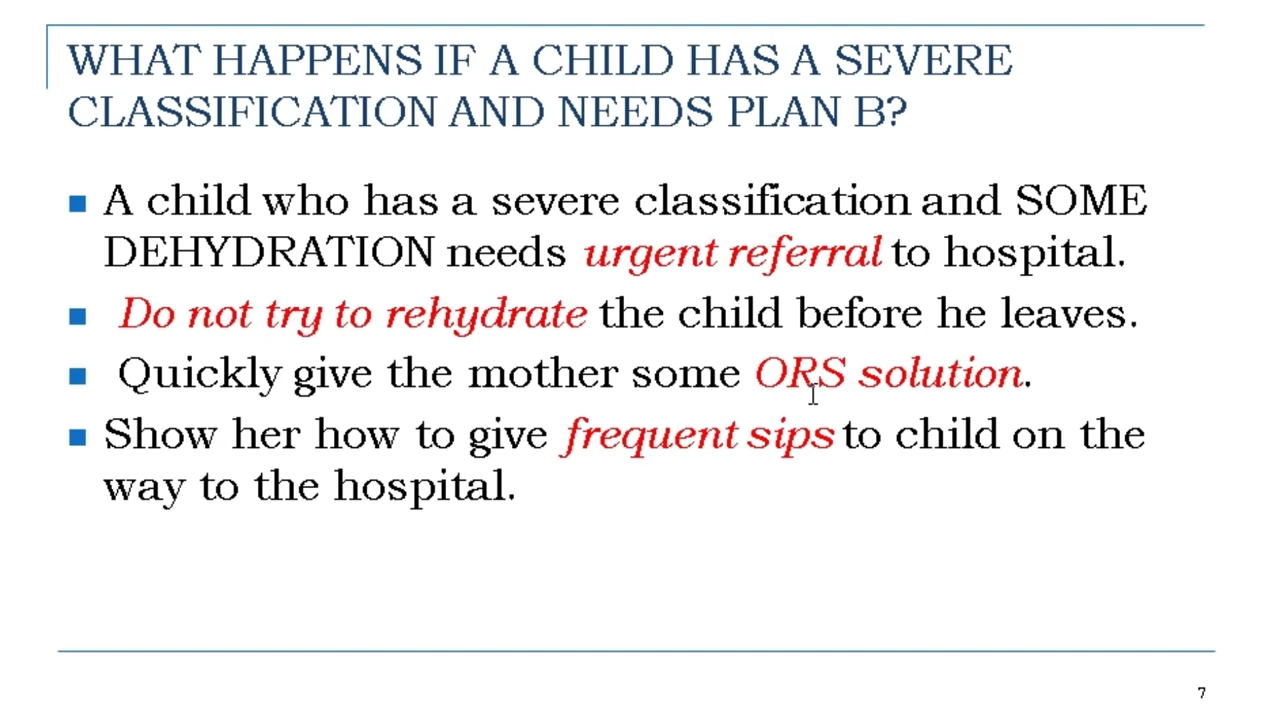 WHAT HAPPENS IF A CHILD HAS A SEVERE
CLASSIFICATION AND NEEDS PLAN B?
A child who has a severe classification and SOME
DEHYDRATION needs urgent referral to hospital.
Do not try to rehydrate the child before he leaves.
Quickly give the mother some ORS solution.
Show her how to give frequent sips to child on the
way to the hospital.
7